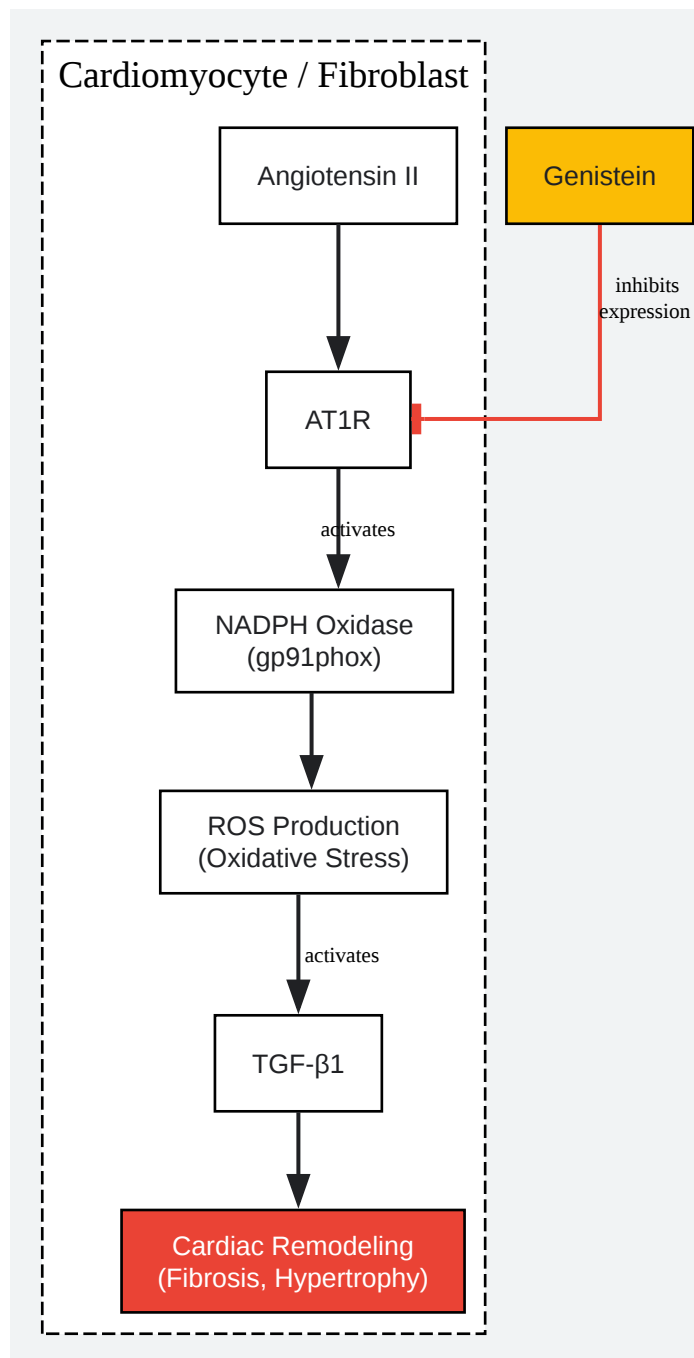 Cardiomyocyte / Fibroblast
Angiotensin II
Genistein
inhibits
expression
AT1R
activates
NADPH Oxidase
(gp91phox)
ROS Production
(Oxidative Stress)
activates
TGF-β1
Cardiac Remodeling
(Fibrosis, Hypertrophy)